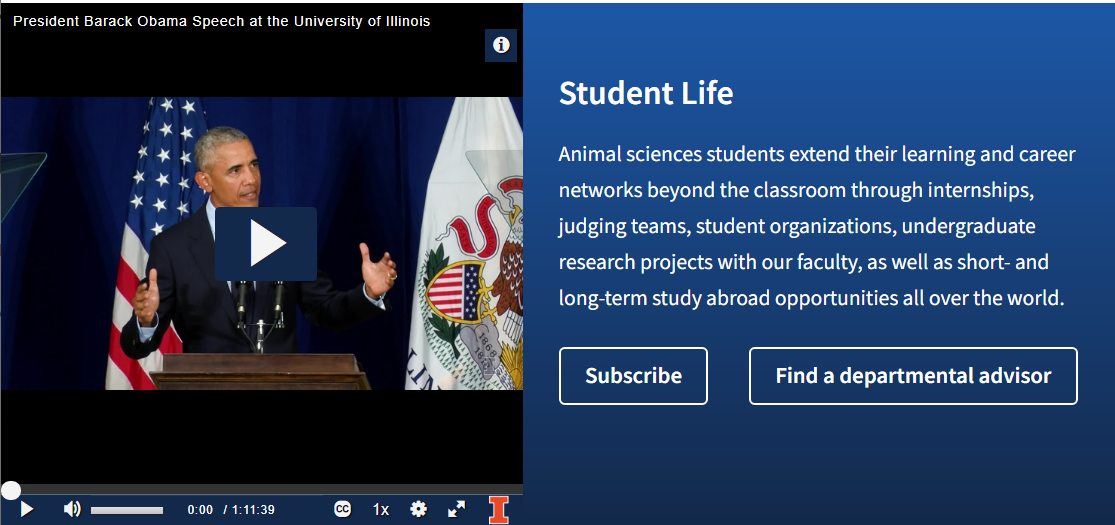 President Barack Obama Speech at the University of Illinois
Student Life
Animal sciences students extend their learning and career
networks beyond the classroom through internships,
judging teams, student organizations, undergraduate
research projects with our faculty, as well as short- and
long-term study abroad opportunities all over the world.
Subscribe
Find a departmental advisor
1868
1818
LIN
0:00 / 1:11:39
CC
1x